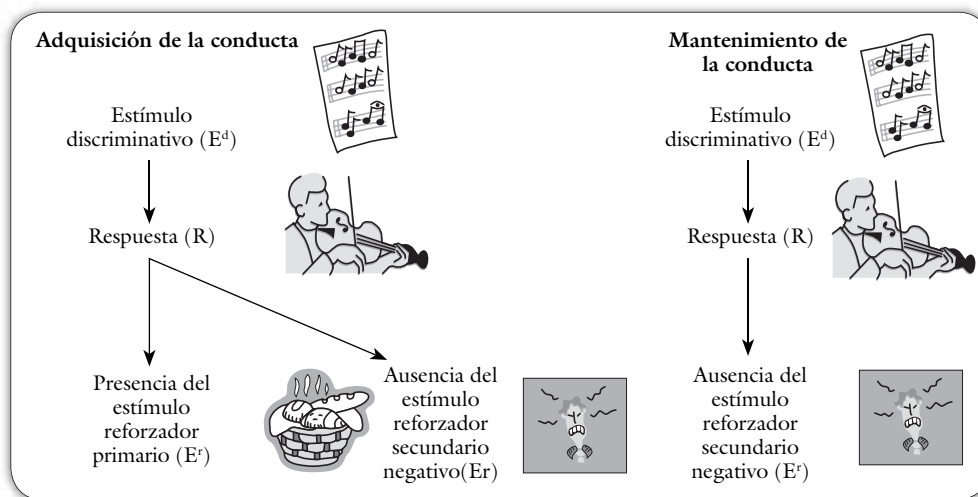 Adquisición de la conducta
Estímulo
discriminativo (Eᵈ)
Respuesta (R)
Presencia del
estímulo
reforzador
primario (Eʳ)
Ausencia del
estímulo
reforzador
secundario
negativo(Er)
Mantenimiento de
la conducta
Estímulo
discriminativo (Eᵈ)
Respuesta (R)
Ausencia del
estímulo
reforzador
secundario
negativo (Eʳ)